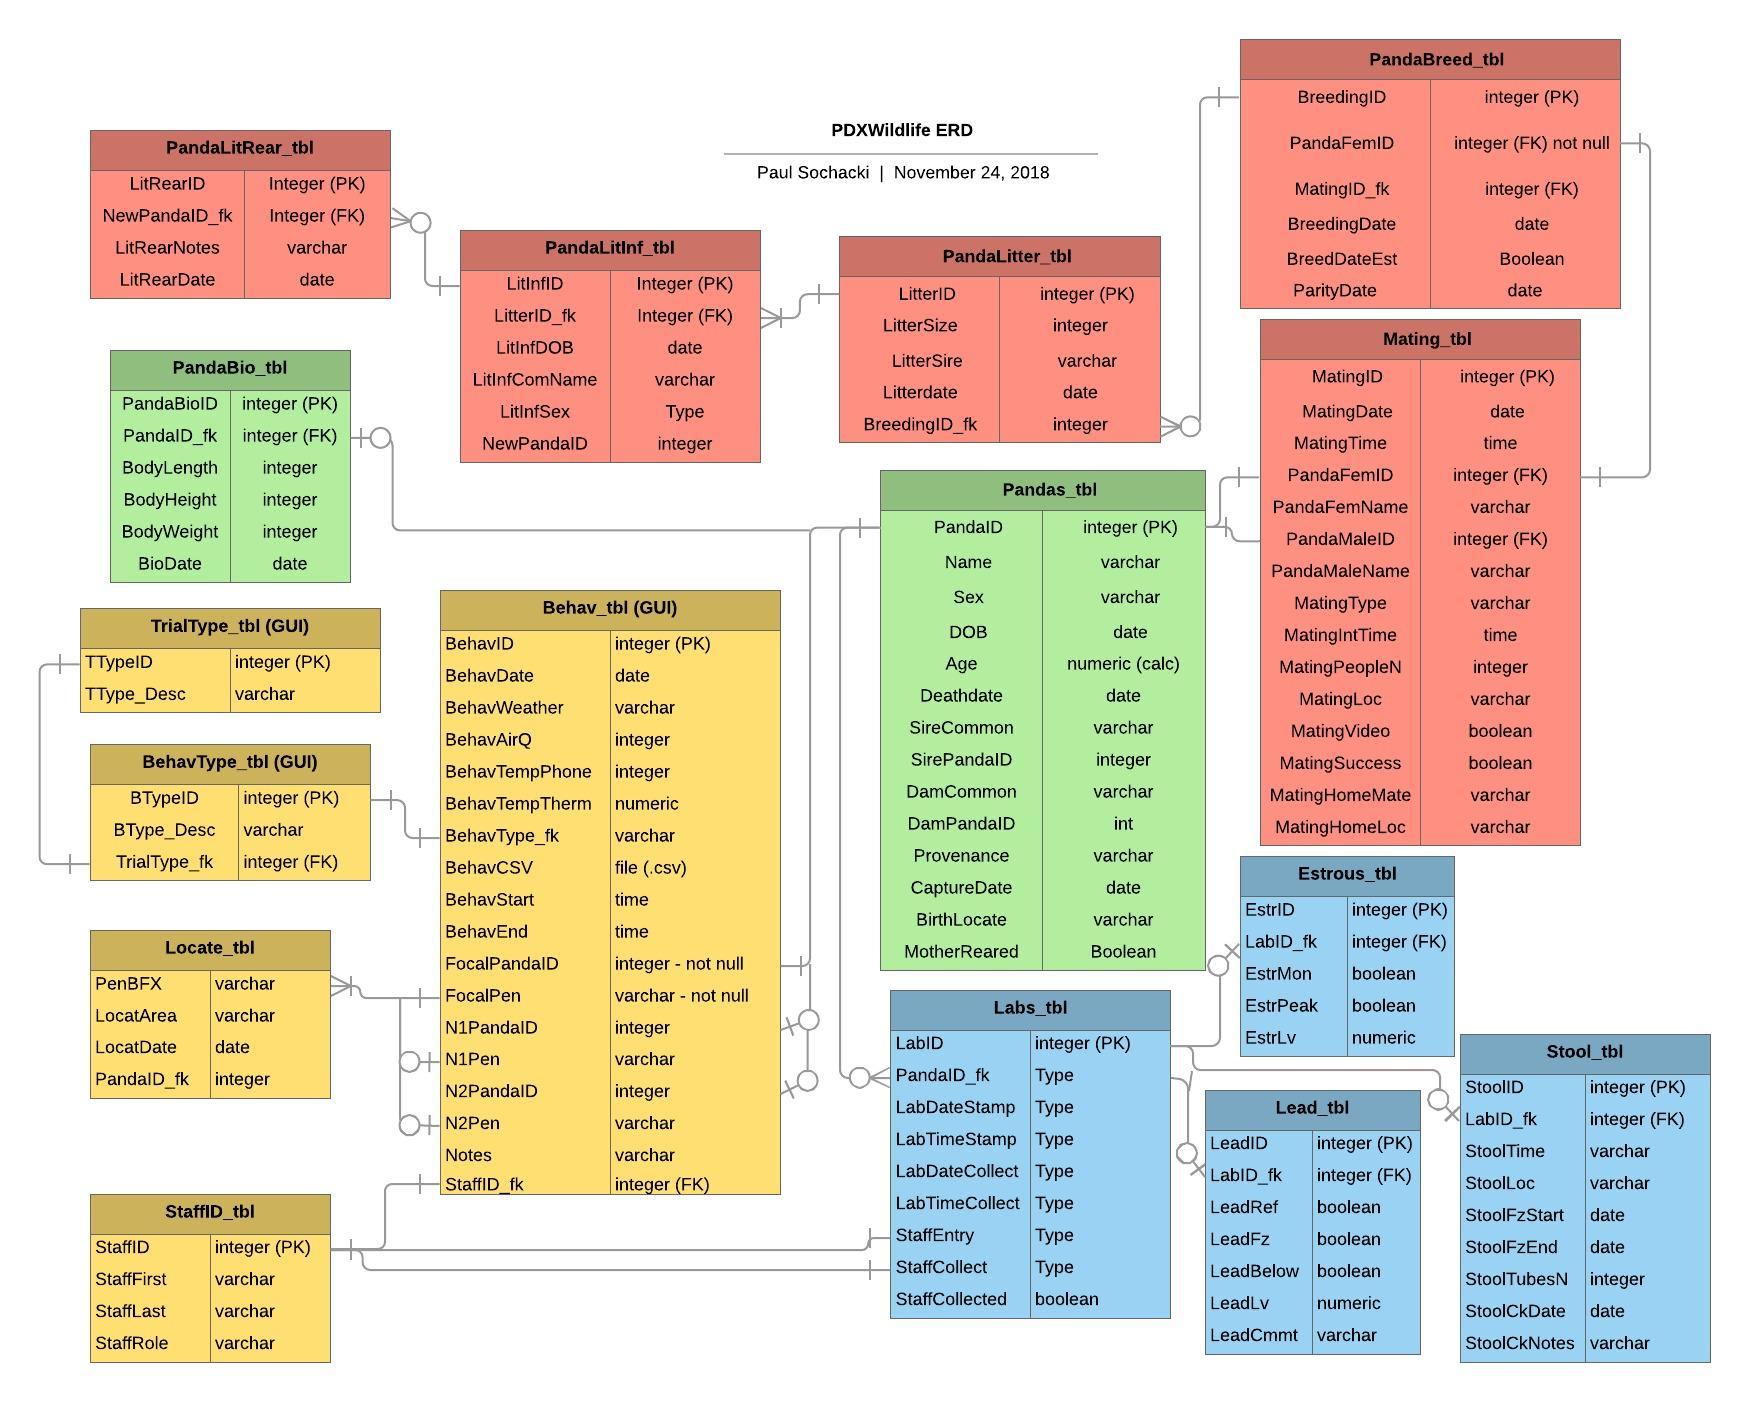 PDXWildlife ERD
Paul Sochacki | November 24, 2018
PandaBreed_tbl
BreedingID integer (PK)
PandaFemID integer (FK) not null
MatingID_fk integer (FK)
BreedingDate date
BreedDateEst Boolean
ParityDate date
PandaLitRear_tbl
LitRearID Integer (PK)
NewPandaID_fk Integer (FK)
LitRearNotes varchar
LitRearDate date
PandaLitInf_tbl
LitInfID Integer (PK)
LitterID_fk Integer (FK)
LitInfDOB date
LitInfComName varchar
LitInfSex Type
NewPandaID integer
PandaLitter_tbl
LitterID integer (PK)
LitterSize integer
LitterSire varchar
Litterdate date
BreedingID_fk integer
Mating_tbl
MatingID integer (PK)
MatingDate date
MatingTime time
PandaFemID integer (FK)
PandaFemName varchar
PandaMaleID integer (FK)
PandaMaleName varchar
MatingType varchar
MatingIntTime time
MatingPeopleN integer
MatingLoc varchar
MatingVideo boolean
MatingSuccess boolean
MatingHomeMate varchar
MatingHomeLoc varchar
PandaBio_tbl
PandaBioID integer (PK)
PandaID_fk integer (FK)
BodyLength integer
BodyHeight integer
BodyWeight integer
BioDate date
Pandas_tbl
PandaID integer (PK)
Name varchar
Sex varchar
DOB date
Age numeric (calc)
Deathdate date
SireCommon varchar
SirePandaID integer
DamCommon varchar
DamPandaID int
Provenance varchar
CaptureDate date
BirthLocate varchar
MotherReared Boolean
TrialType_tbl (GUI)
TTypeID integer (PK)
TType_Desc varchar
BehavType_tbl (GUI)
BTypeID integer (PK)
BType_Desc varchar
TrialType_fk integer (FK)
Behav_tbl (GUI)
BehavID integer (PK)
BehavDate date
BehavWeather varchar
BehavAirQ integer
BehavTempPhone integer
BehavTempTherm numeric
BehavType_fk varchar
BehavCSV file (.csv)
BehavStart time
BehavEnd time
FocalPandaID integer - not null
FocalPen varchar - not null
N1PandaID integer
N1Pen varchar
N2PandaID integer
N2Pen varchar
Notes varchar
StaffID_fk integer (FK)
Locate_tbl
PenBFX varchar
LocatArea varchar
LocatDate date
PandaID_fk integer
StaffID_tbl
StaffID integer (PK)
StaffFirst varchar
StaffLast varchar
StaffRole varchar
Labs_tbl
LabID integer (PK)
PandaID_fk Type
LabDateStamp Type
LabTimeStamp Type
LabDateCollect Type
LabTimeCollect Type
StaffEntry Type
StaffCollect Type
StaffCollected boolean
Estrous_tbl
EstrID integer (PK)
LabID_fk integer (FK)
EstrMon boolean
EstrPeak boolean
EstrLv numeric
Lead_tbl
LeadID integer (PK)
LabID_fk integer (FK)
LeadRef boolean
LeadFz boolean
LeadBelow boolean
LeadLv numeric
LeadCmmt varchar
Stool_tbl
StoolID integer (PK)
LabID_fk integer (FK)
StoolTime varchar
StoolLoc varchar
StoolFzStart date
StoolFzEnd date
StoolTubesN integer
StoolCkDate date
StoolCkNotes varchar